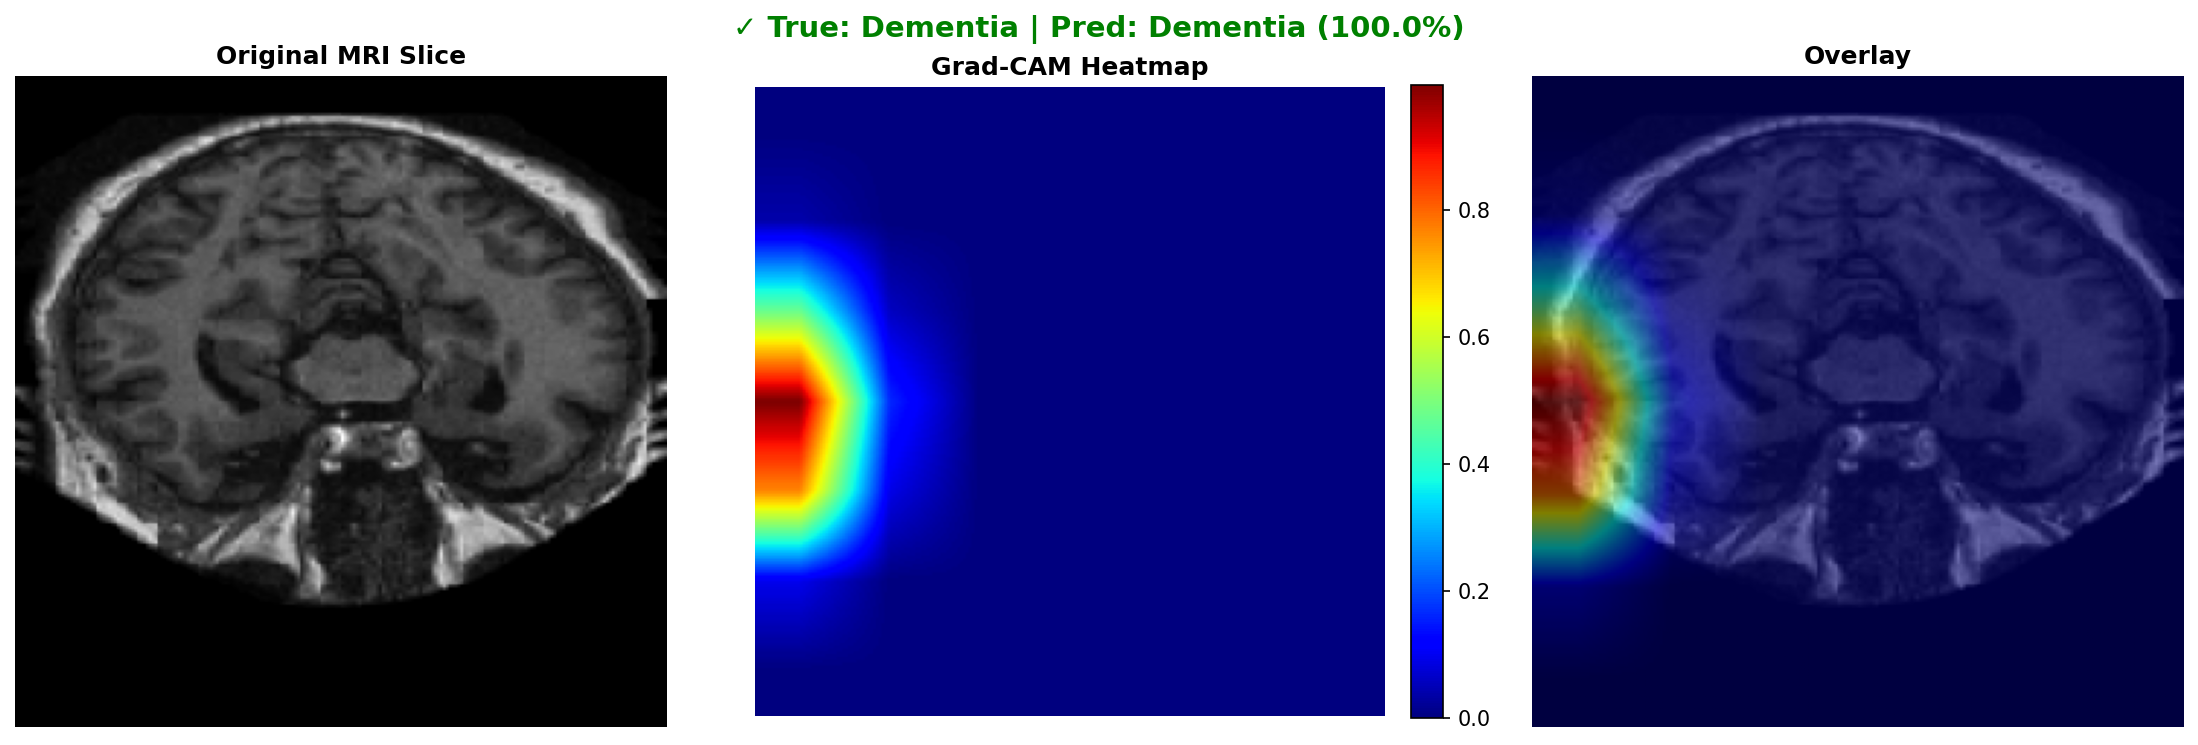 ✓ True: Dementia | Pred: Dementia (100.0%)
Original MRI Slice
Grad-CAM Heatmap
Overlay
0.8
0.6
0.4
0.2
0.0